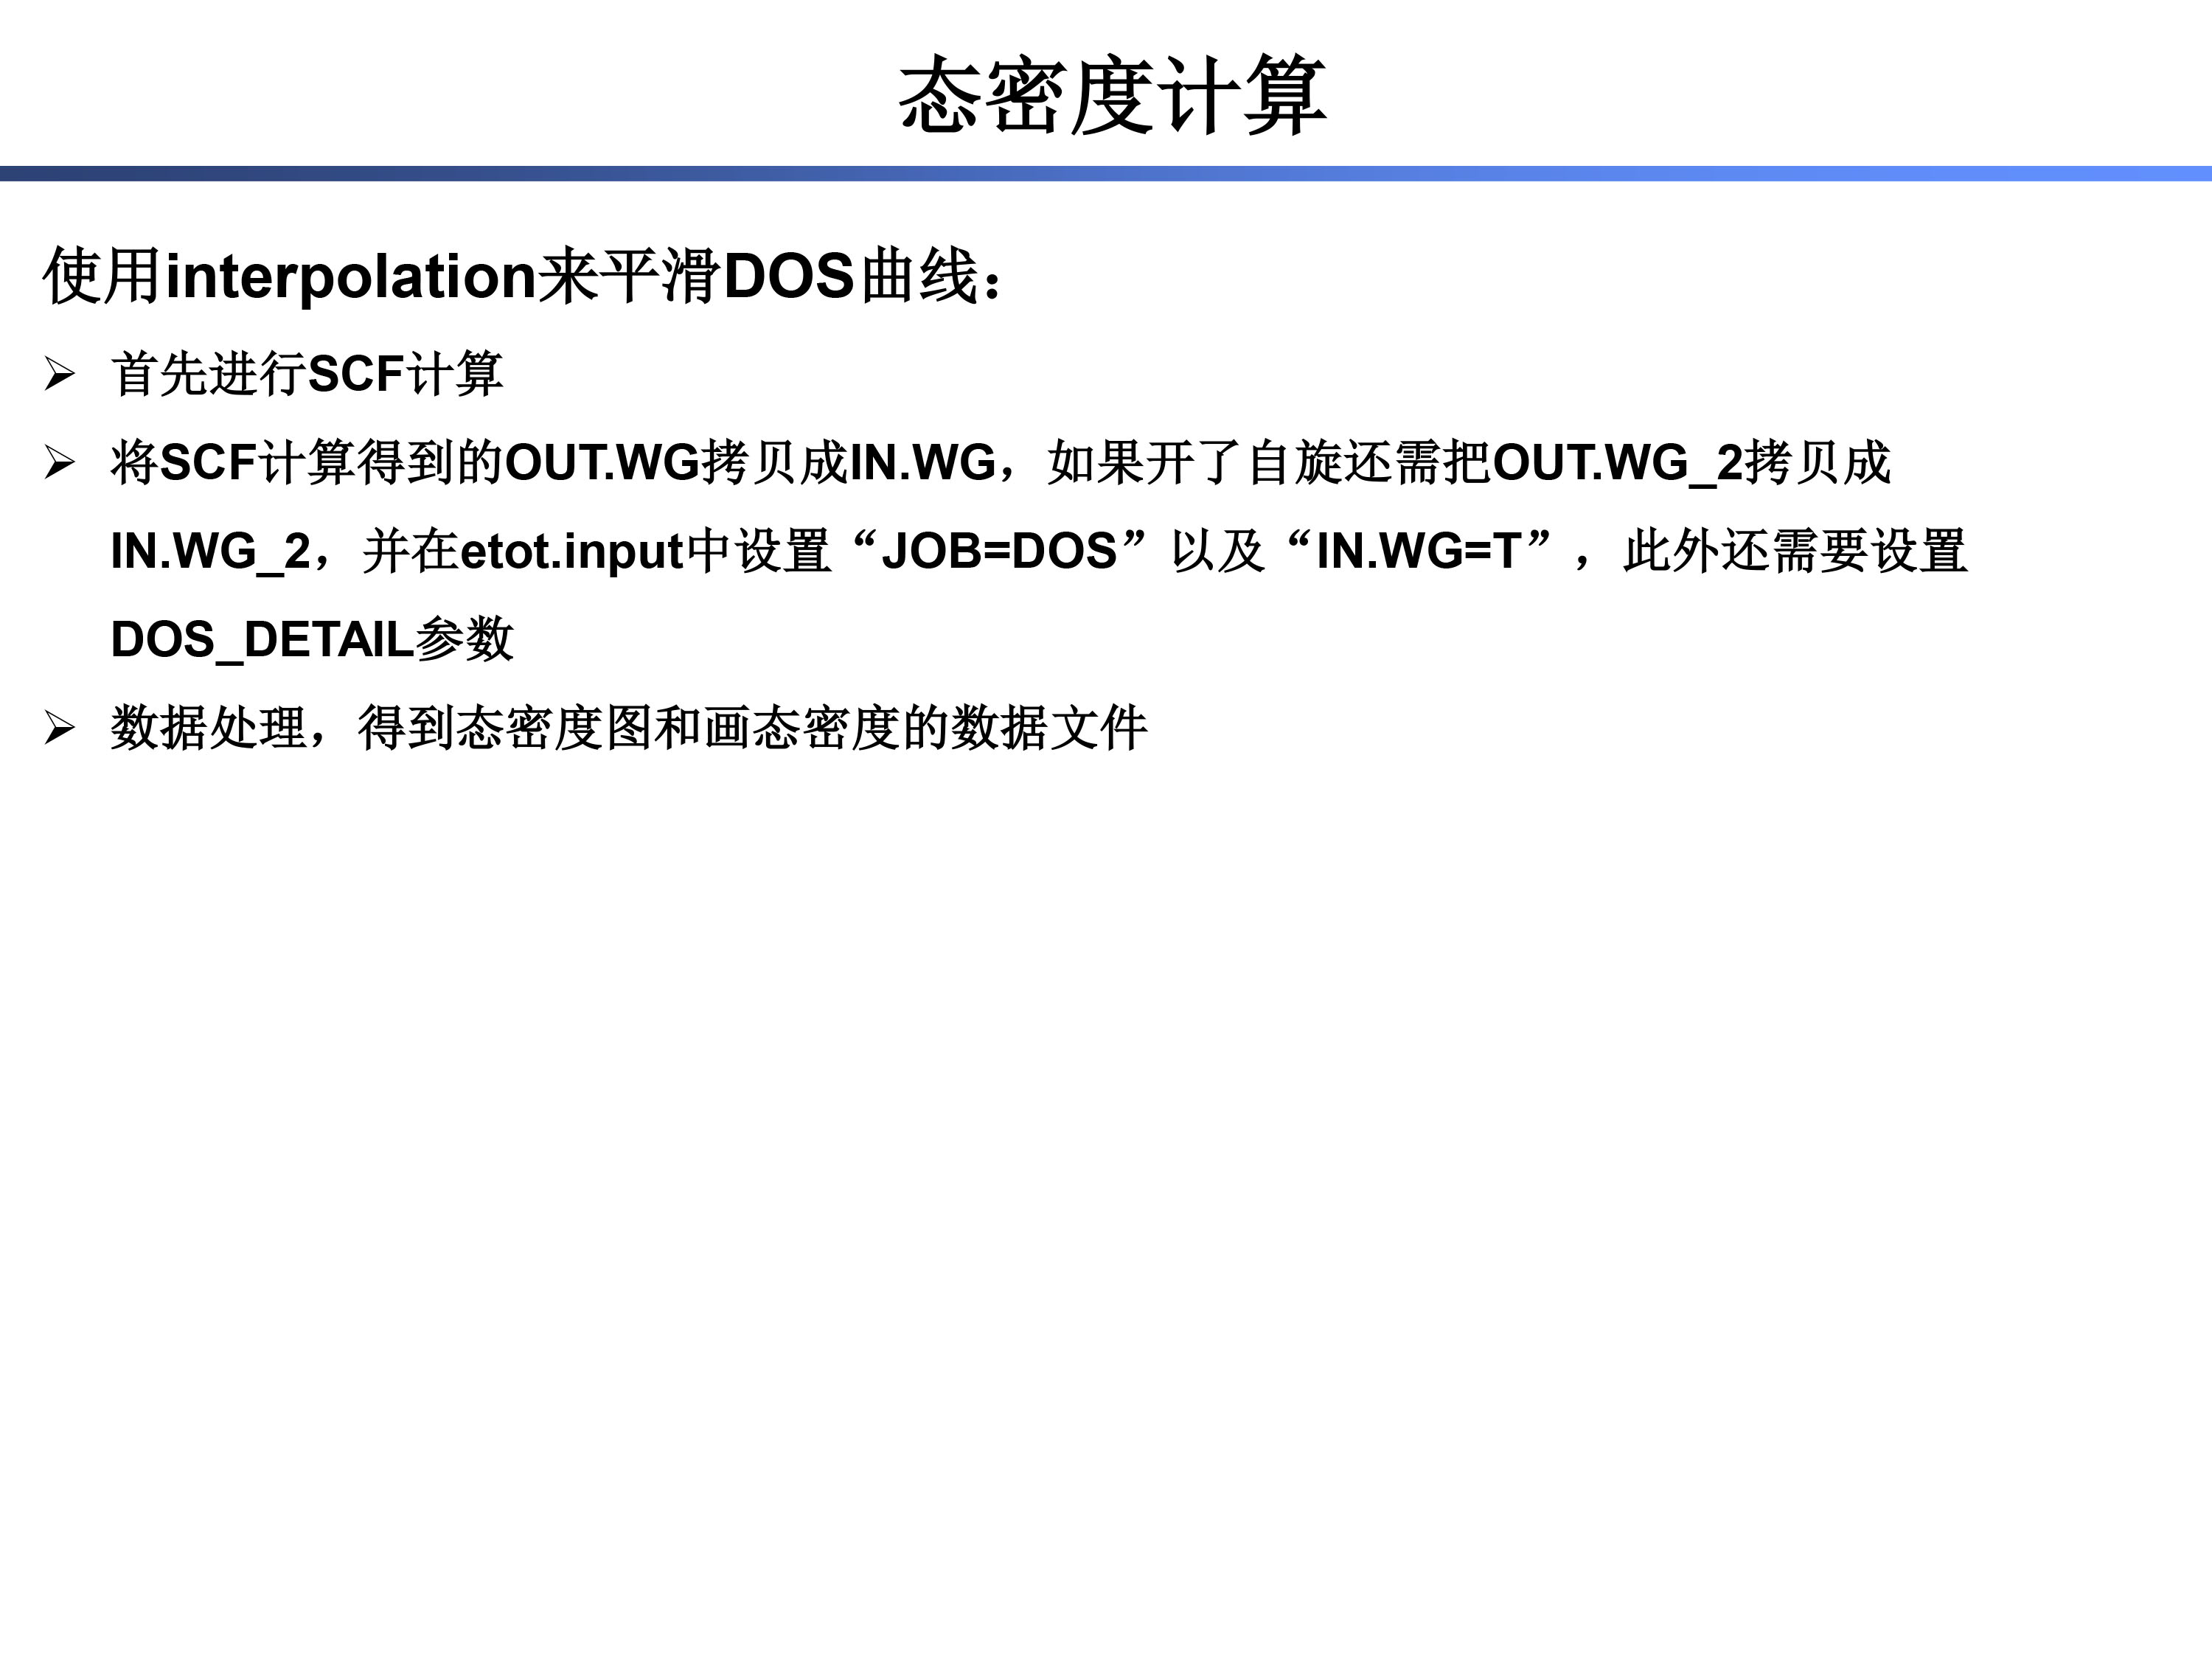 态密度计算
使用interpolation来平滑DOS曲线：
➢ 首先进行SCF计算
➢ 将SCF计算得到的OUT.WG拷贝成IN.WG，如果开了自旋还需把OUT.WG_2拷贝成
IN.WG_2，并在etot.input中设置“JOB=DOS”以及“IN.WG=T”，此外还需要设置
DOS_DETAIL参数
➢ 数据处理，得到态密度图和画态密度的数据文件